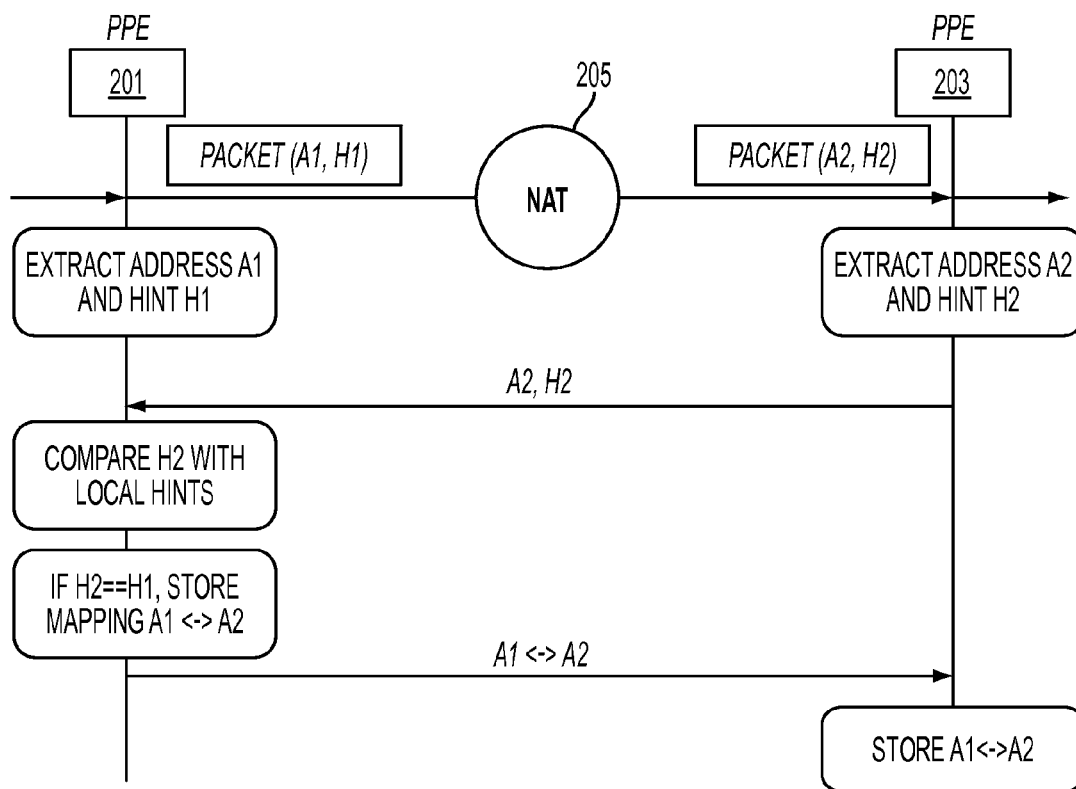 PPE
PPE
201
205
203
PACKET (A1, H1)
PACKET (A2, H2)
NAT
EXTRACT ADDRESS A1
AND HINT H1
EXTRACT ADDRESS A2
AND HINT H2
A2, H2
COMPARE H2 WITH
LOCAL HINTS
IF H2==H1, STORE
MAPPING A1 <-> A2
A1 <-> A2
STORE A1<->A2